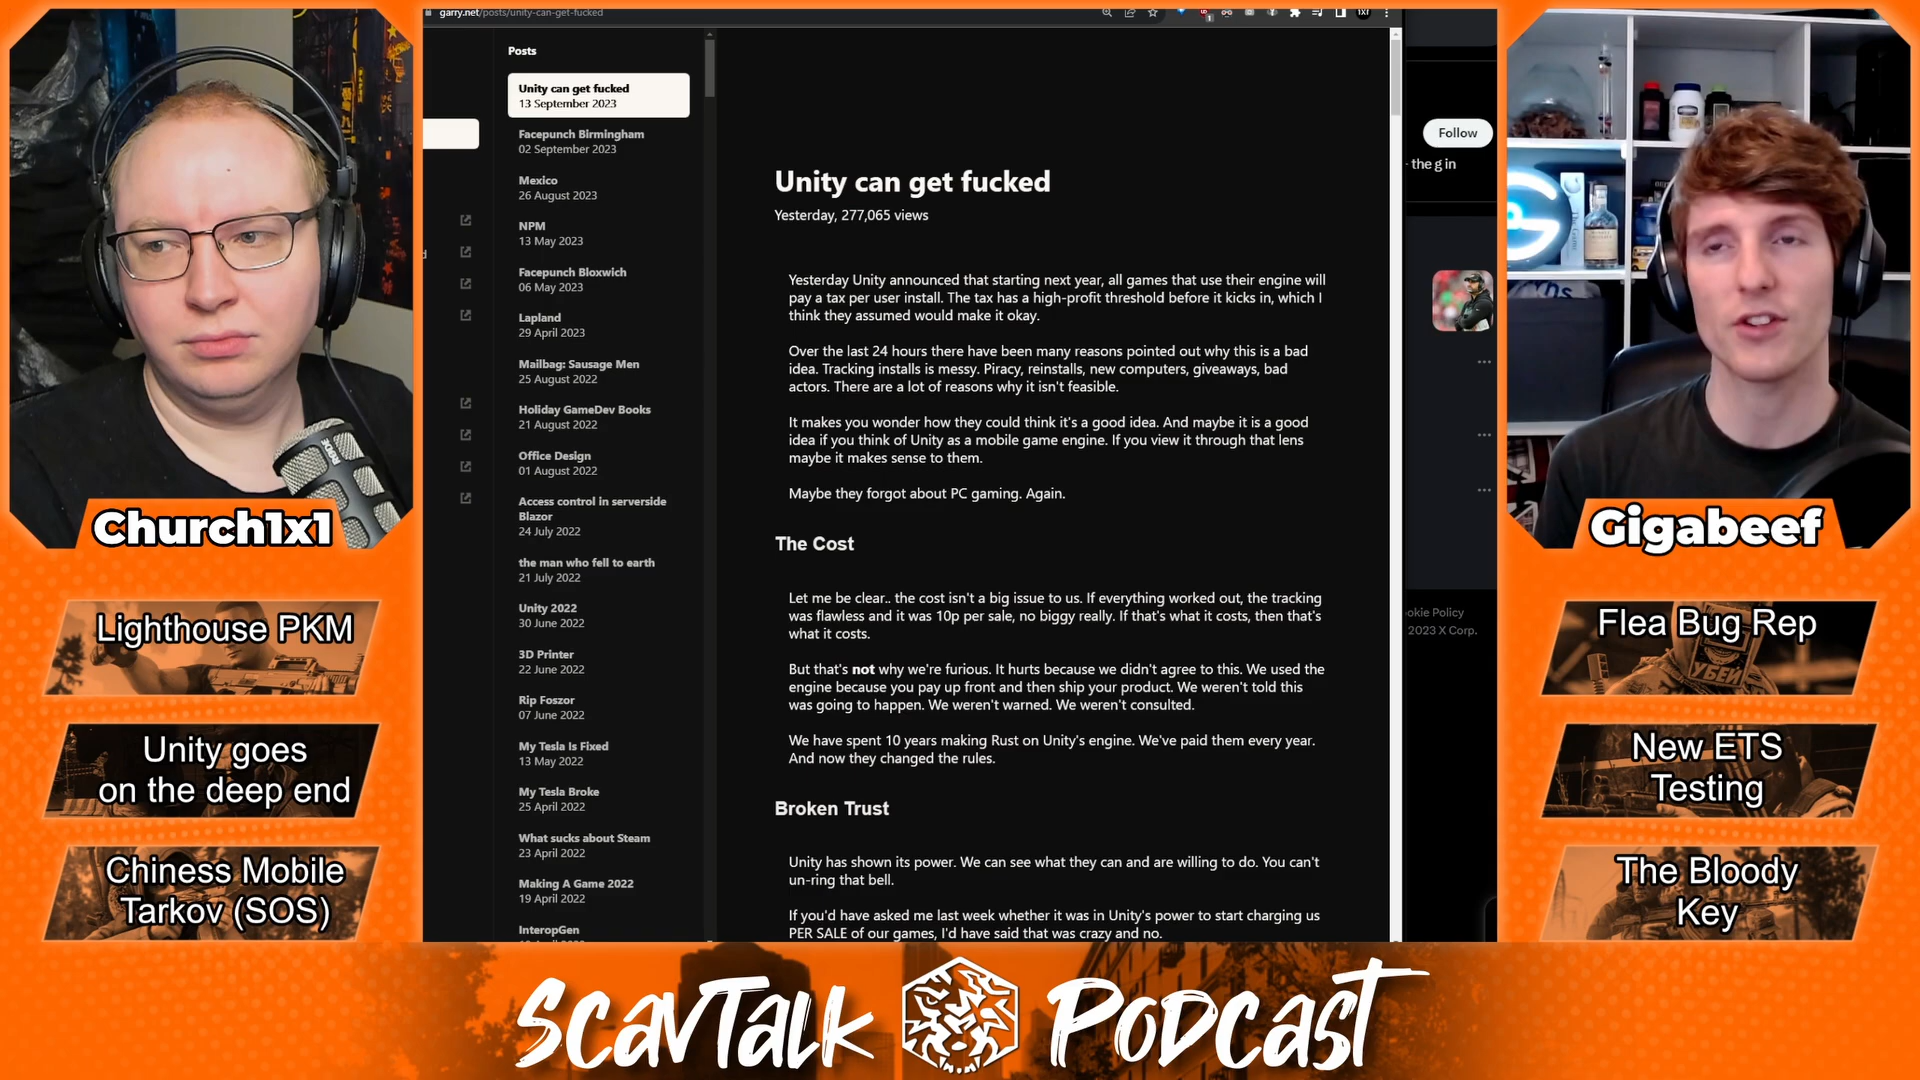 garry.net/posts/unity-can-get-fucked
Posts
Unity can get fucked
13 September 2023
Facepunch Birmingham
02 September 2023
Mexico
26 August 2023
NPM
13 May 2023
Facepunch Bloxwich
06 May 2023
Lapland
29 April 2023
Mailbag: Sausage Men
25 August 2022
Holiday GameDev Books
21 August 2022
Office Design
01 August 2022
Access control in serverside
Blazor
24 July 2022
the man who fell to earth
21 July 2022
Unity 2022
30 June 2022
3D Printer
22 June 2022
Rip Foszor
07 June 2022
My Tesla Is Fixed
13 May 2022
My Tesla Broke
25 April 2022
What sucks about Steam
23 April 2022
Making A Game 2022
19 April 2022
InteropGen
Unity can get fucked
Yesterday, 277,065 views
Yesterday Unity announced that starting next year, all games that use their engine will
pay a tax per user install. The tax has a high-profit threshold before it kicks in, which I
think they assumed would make it okay.
Over the last 24 hours there have been many reasons pointed out why this is a bad
idea. Tracking installs is messy. Piracy, reinstalls, new computers, giveaways, bad
actors. There are a lot of reasons why it isn't feasible.
It makes you wonder how they could think it's a good idea. And maybe it is a good
idea if you think of Unity as a mobile game engine. If you view it through that lens
maybe it makes sense to them.
Maybe they forgot about PC gaming. Again.
The Cost
Let me be clear.. the cost isn't a big issue to us. If everything worked out, the tracking
was flawless and it was 10p per sale, no biggy really. If that's what it costs, then that's
what it costs.
But that's not why we're furious. It hurts because we didn't agree to this. We used the
engine because you pay up front and then ship your product. We weren't told this
was going to happen. We weren't warned. We weren't consulted.
We have spent 10 years making Rust on Unity's engine. We've paid them every year.
And now they changed the rules.
Broken Trust
Unity has shown its power. We can see what they can and are willing to do. You can't
un-ring that bell.
If you'd have asked me last week whether it was in Unity's power to start charging us
PER SALE of our games, I'd have said that was crazy and no.
Follow
the g in
okie Policy
2023 X Corp.
RØDE
Church1x1
Lighthouse PKM
Unity goes
on the deep end
Chiness Mobile
Tarkov (SOS)
Gigabeef
Flea Bug Rep
УБЕЙ
New ETS
Testing
The Bloody
Key
ScavTalk Podcast